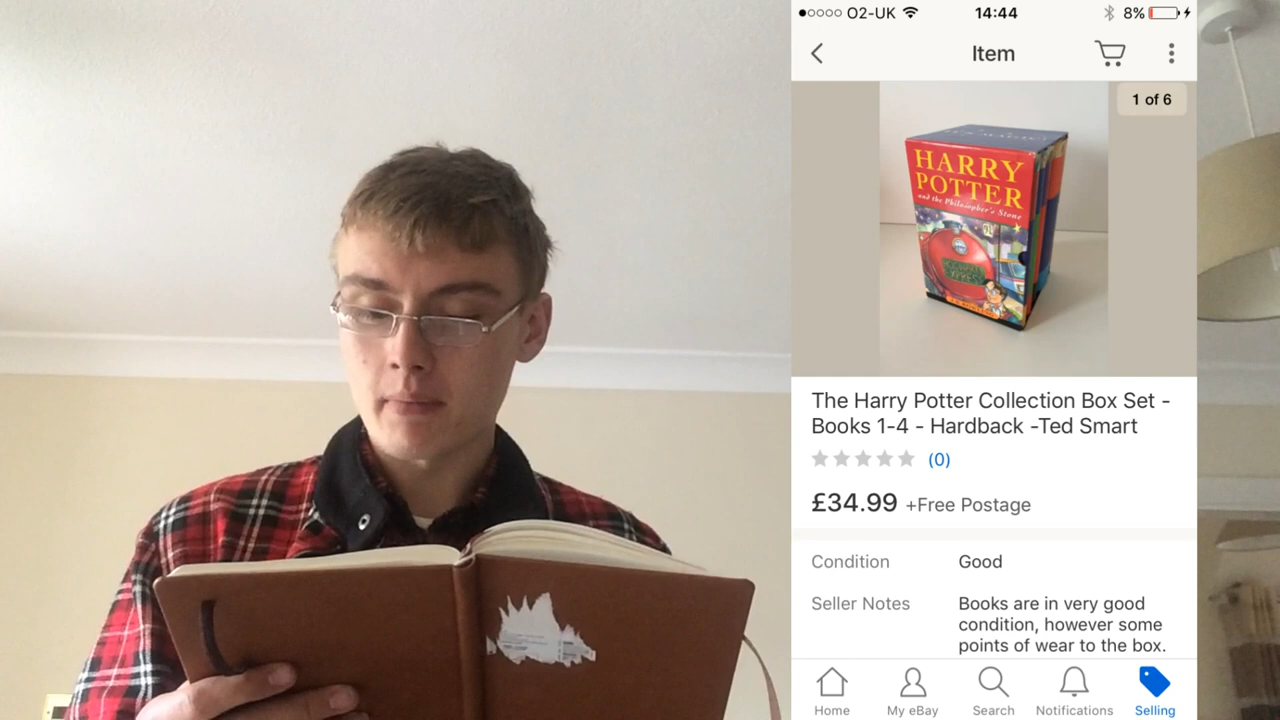 O2-UK
14:44
8%
Item
1 of 6
HARRY
POTTER
and the Philosopher's Stone
The Harry Potter Collection Box Set -
Books 1-4 - Hardback -Ted Smart
(0)
£34.99 +Free Postage
Condition Good
Seller Notes Books are in very good
condition, however some
points of wear to the box.
Home My eBay Search Notifications Selling